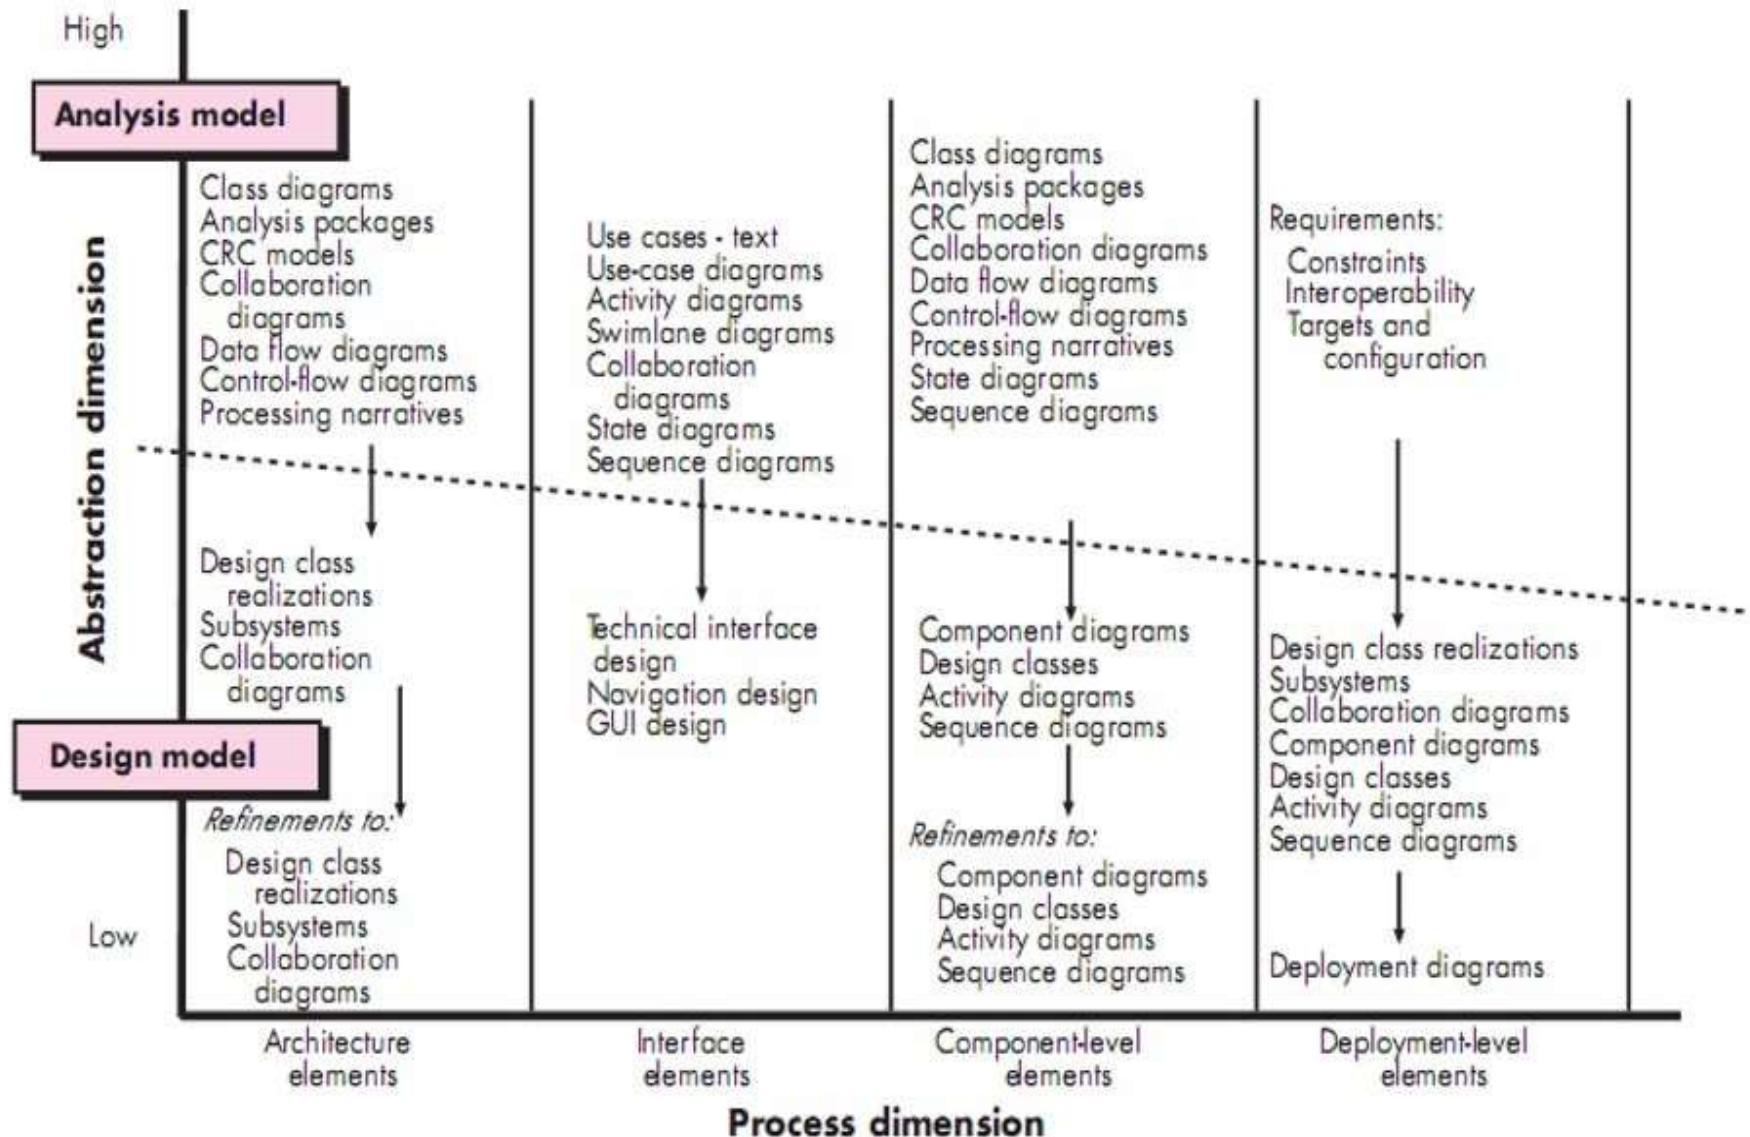 High
Analysis model
Abstraction dimension
Class diagrams
Analysis packages
CRC models
Collaboration
diagrams
Data flow diagrams
Control-flow diagrams
Processing narratives
Design class
realizations
Subsystems
Collaboration
diagrams
Design model
Refinements to:
Design class
realizations
Subsystems
Collaboration
diagrams
Low
Use cases - text
Use-case diagrams
Activity diagrams
Swimlane diagrams
Collaboration
diagrams
State diagrams
Sequence diagrams
Technical interface
design
Navigation design
GUI design
Class diagrams
Analysis packages
CRC models
Collaboration diagrams
Data flow diagrams
Control-flow diagrams
Processing narratives
State diagrams
Sequence diagrams
Component diagrams
Design classes
Activity diagrams
Sequence diagrams
Refinements to:
Component diagrams
Design classes
Activity diagrams
Sequence diagrams
Requirements:
Constraints
Interoperability
Targets and
configuration
Design class realizations
Subsystems
Collaboration diagrams
Component diagrams
Design classes
Activity diagrams
Sequence diagrams
Deployment diagrams
Architecture
elements
Interface
elements
Component-level
elements
Deployment-level
elements
Process dimension